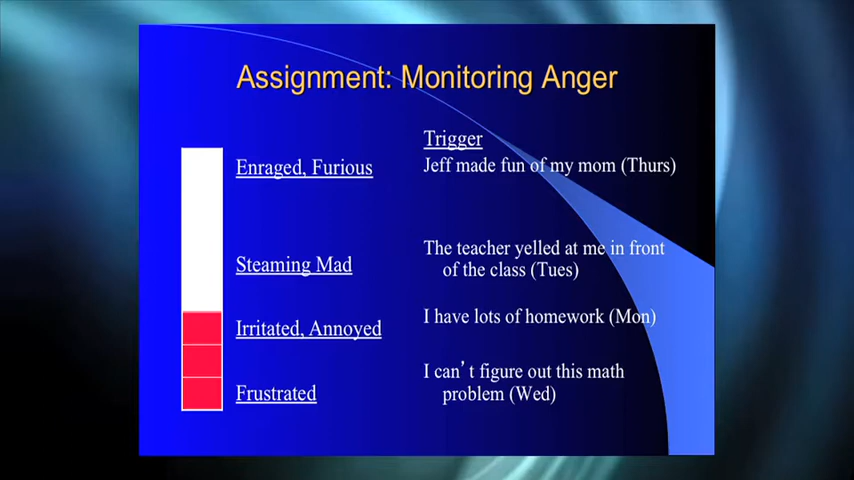 Assignment: Monitoring Anger
Trigger
Enraged, Furious
Jeff made fun of my mom (Thurs)
Steaming Mad
The teacher yelled at me in front
of the class (Tues)
Irritated, Annoyed
I have lots of homework (Mon)
Frustrated
I can’t figure out this math
problem (Wed)